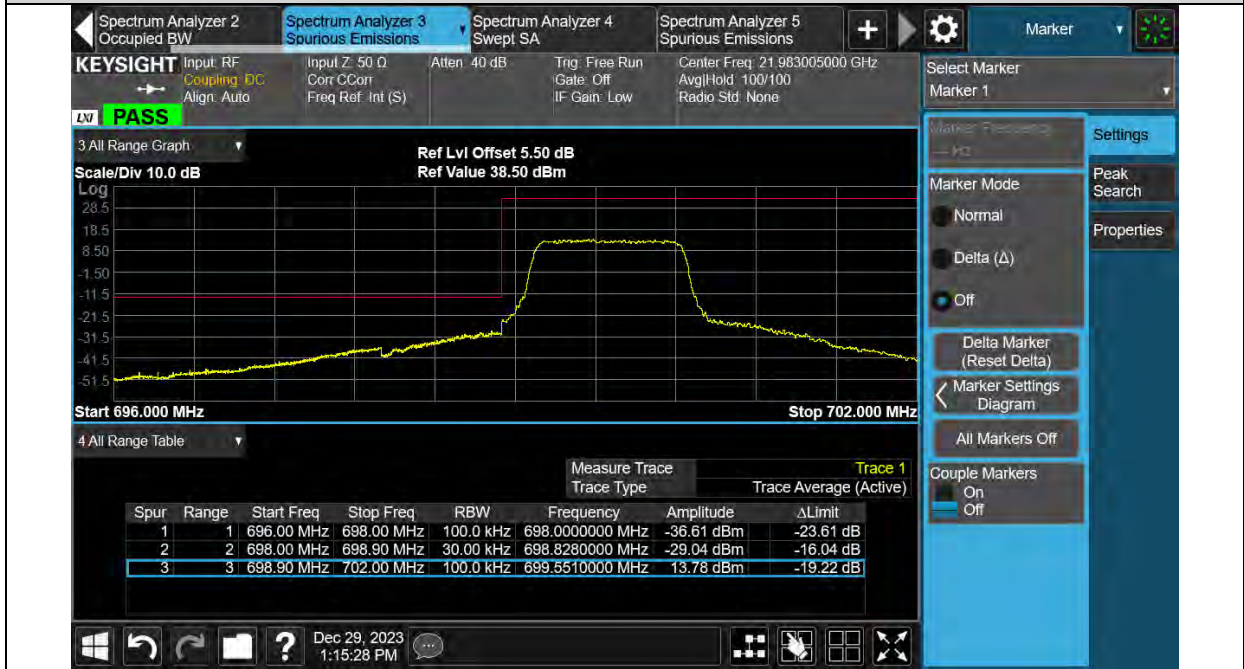 Spectrum Analyzer 2
Occupied BW
Spectrum Analyzer 3
Spurious Emissions
Spectrum Analyzer 4
Swept SA
Spectrum Analyzer 5
Spurious Emissions
+
Marker
KEYSIGHT
Input: RF
Coupling: DC
Align: Auto
Input Z: 50 Ω
Corr CCorr
Freq Ref: Int (S)
Atten: 40 dB
Trig: Free Run
Gate: Off
IF Gain: Low
Center Freq: 21.983005000 GHz
Avg|Hold: 100/100
Radio Std: None
LXI PASS
Select Marker
Marker 1
3 All Range Graph
Ref Lvl Offset 5.50 dB
Scale/Div 10.0 dB
Ref Value 38.50 dBm
Log
28.5
18.5
8.50
-1.50
-11.5
-21.5
-31.5
-41.5
-51.5
Start 696.000 MHz
Stop 702.000 MHz
Marker Frequency
--- Hz
Marker Mode
Normal
Delta (Δ)
Off
Delta Marker
(Reset Delta)
Marker Settings
Diagram
All Markers Off
Couple Markers
On
Off
Settings
Peak
Search
Properties
4 All Range Table
Measure Trace Trace 1
Trace Type Trace Average (Active)
Spur Range Start Freq Stop Freq RBW Frequency Amplitude ΔLimit
1 1 696.00 MHz 698.00 MHz 100.0 kHz 698.0000000 MHz -36.61 dBm -23.61 dB
2 2 698.00 MHz 698.90 MHz 30.00 kHz 698.8280000 MHz -29.04 dBm -16.04 dB
3 3 698.90 MHz 702.00 MHz 100.0 kHz 699.5510000 MHz 13.78 dBm -19.22 dB
?
Dec 29, 2023
1:15:28 PM